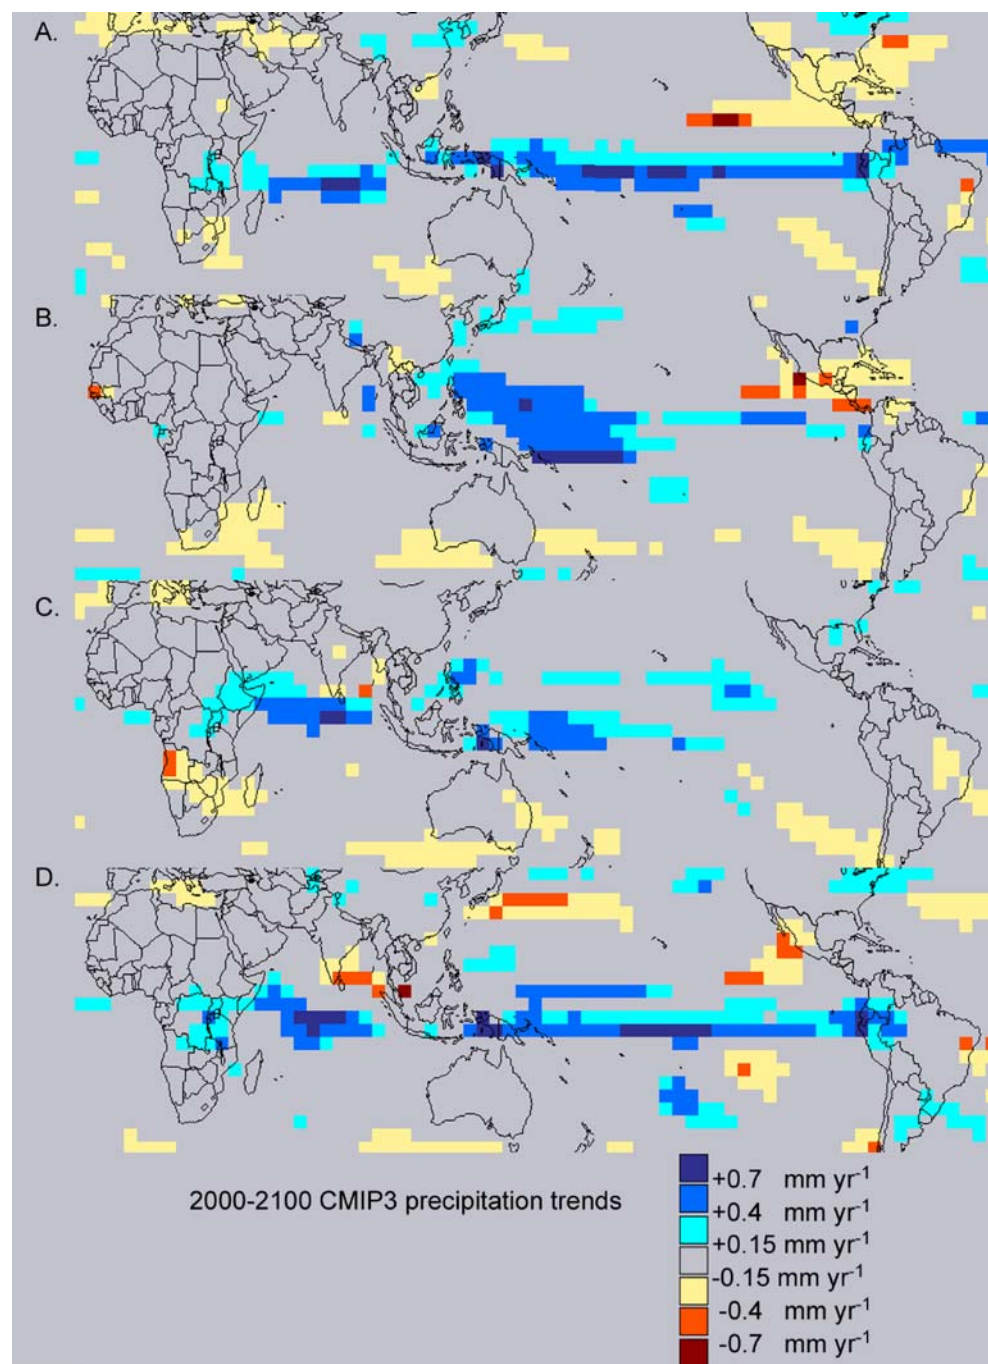 A.
B.
C.
D.
2000-2100 CMIP3 precipitation trends
+0.7 mm yr⁻¹
+0.4 mm yr⁻¹
+0.15 mm yr⁻¹
-0.15 mm yr⁻¹
-0.4 mm yr⁻¹
-0.7 mm yr⁻¹